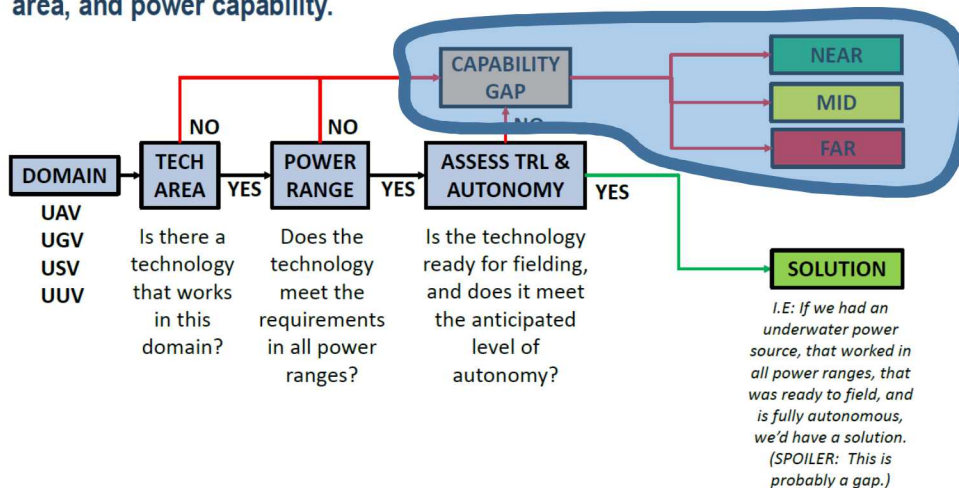 area, and power capability.
CAPABILITY
GAP
NEAR
MID
FAR
NO
NO
NO
DOMAIN
TECH
AREA
YES
POWER
RANGE
YES
ASSESS TRL &
AUTONOMY
YES
UAV
UGV
USV
UUV
Is there a
technology
that works
in this
domain?
Does the
technology
meet the
requirements
in all power
ranges?
Is the technology
ready for fielding,
and does it meet
the anticipated
level of
autonomy?
SOLUTION
I.E: If we had an
underwater power
source, that worked in
all power ranges, that
was ready to field, and
is fully autonomous,
we'd have a solution.
(SPOILER: This is
probably a gap.)